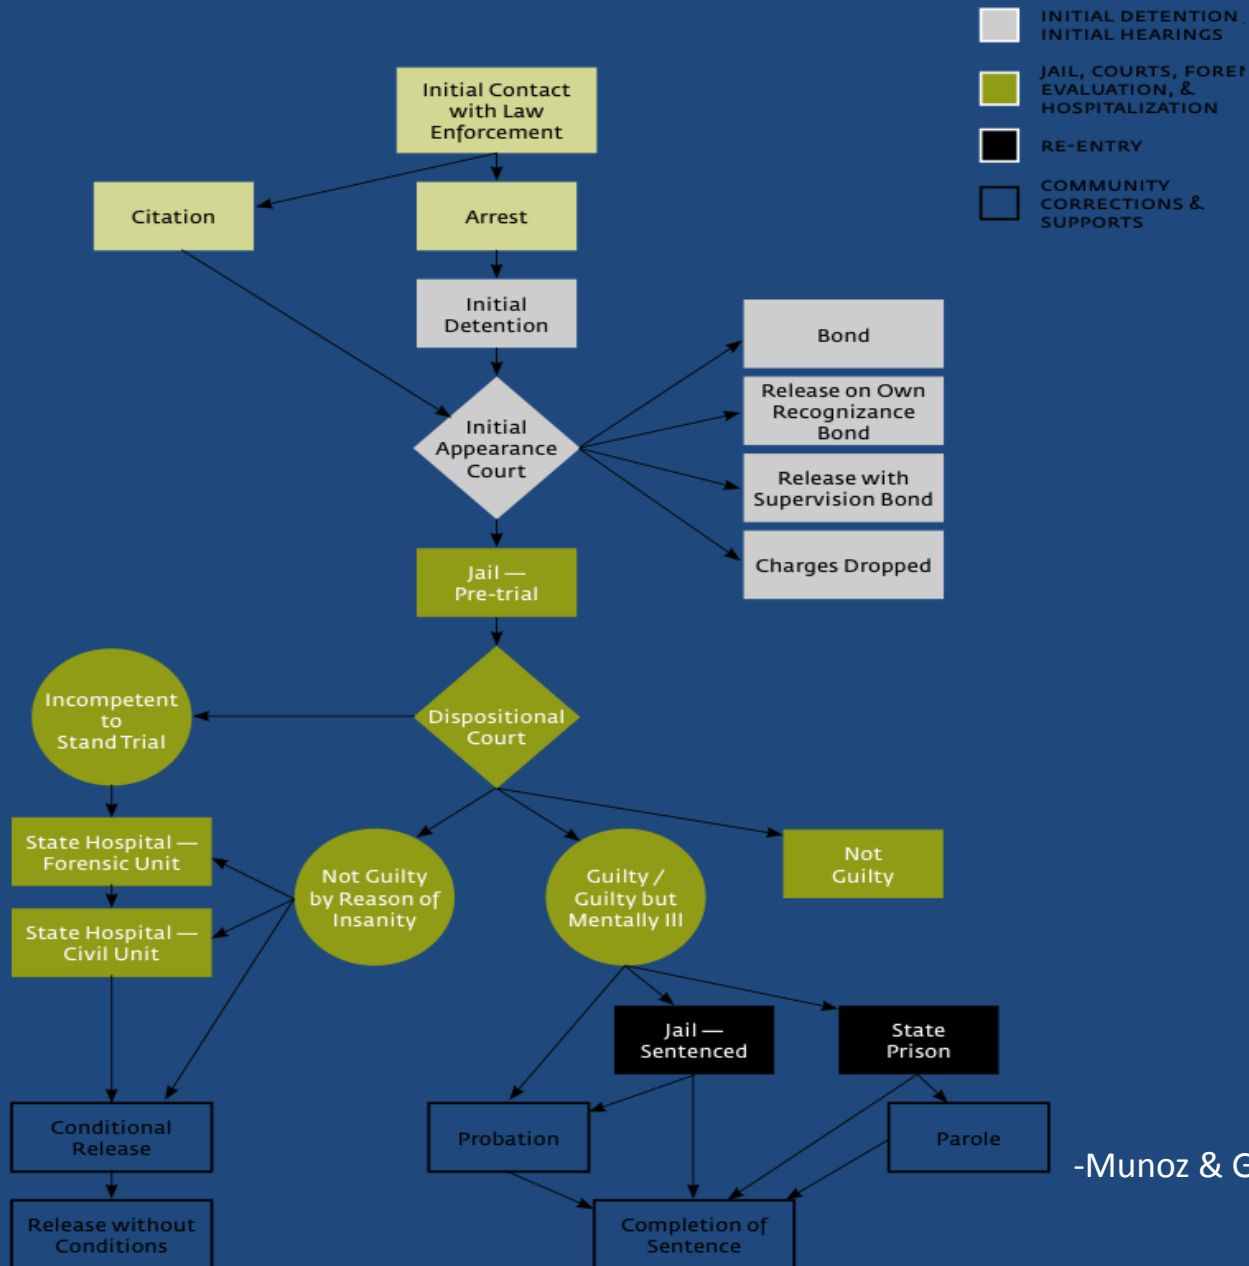 INITIAL DETENTION
INITIAL HEARINGS
JAIL, COURTS,
EVALUATION, &
HOSPITALIZATION
RE-ENTRY
COMMUNITY
CORRECTIONS &
SUPPORTS
Initial Contact
with Law
Enforcement
Citation
Arrest
Initial
Detention
Initial
Appearance
Court
Bond
Release on Own
Recognizance
Bond
Release with
Supervision Bond
Charges Dropped
Jail —
Pre-trial
Incompetent
to
Stand Trial
Dispositional
Court
State Hospital —
Forensic Unit
State Hospital —
Civil Unit
Not Guilty
by Reason of
Insanity
Guilty /
Guilty but
Mentally Ill
Not
Guilty
Jail —
Sentenced
State
Prison
Conditional
Release
Probation
Parole
-Munoz &
Release without
Conditions
Completion of
Sentence